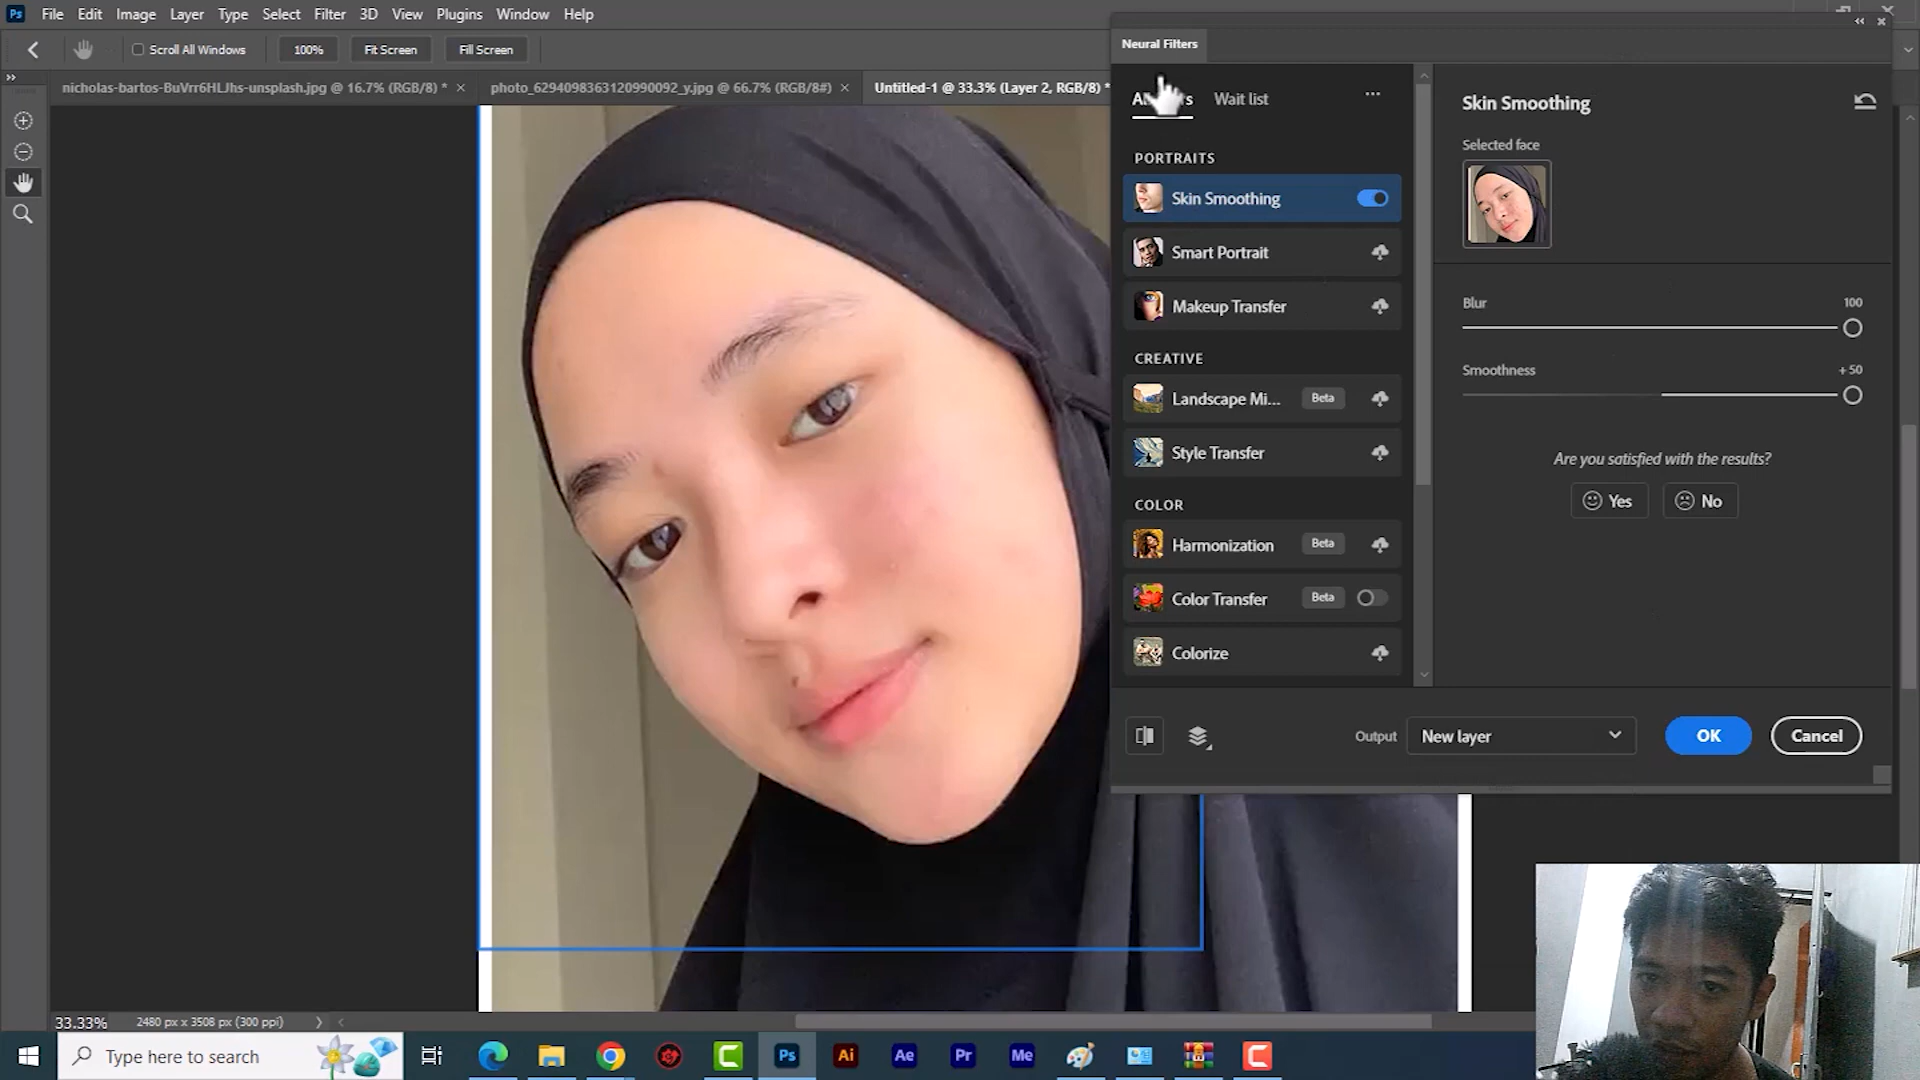 Ps File Edit Image Layer Type Select Filter 3D View Plugins Window Help
Scroll All Windows 100% Fit Screen Fill Screen
nicholas-bartos-BuVrr6HLJhs-unsplash.jpg @ 16.7% (RGB/8) * × photo_6294098363120990092_y.jpg @ 66.7% (RGB/8#) × Untitled-1 @ 33.3% (Layer 2, RGB/8) *
Neural Filters
Wait list
PORTRAITS
Skin Smoothing
Smart Portrait
Makeup Transfer
CREATIVE
Landscape Mi... Beta
Style Transfer
COLOR
Harmonization Beta
Color Transfer Beta
Colorize
Skin Smoothing
Selected face
Blur 100
Smoothness +50
Are you satisfied with the results?
Yes No
Output New layer OK Cancel
33.33% 2480 px x 3508 px (300 ppi)
Type here to search
Ps Ai Ae Pr Me